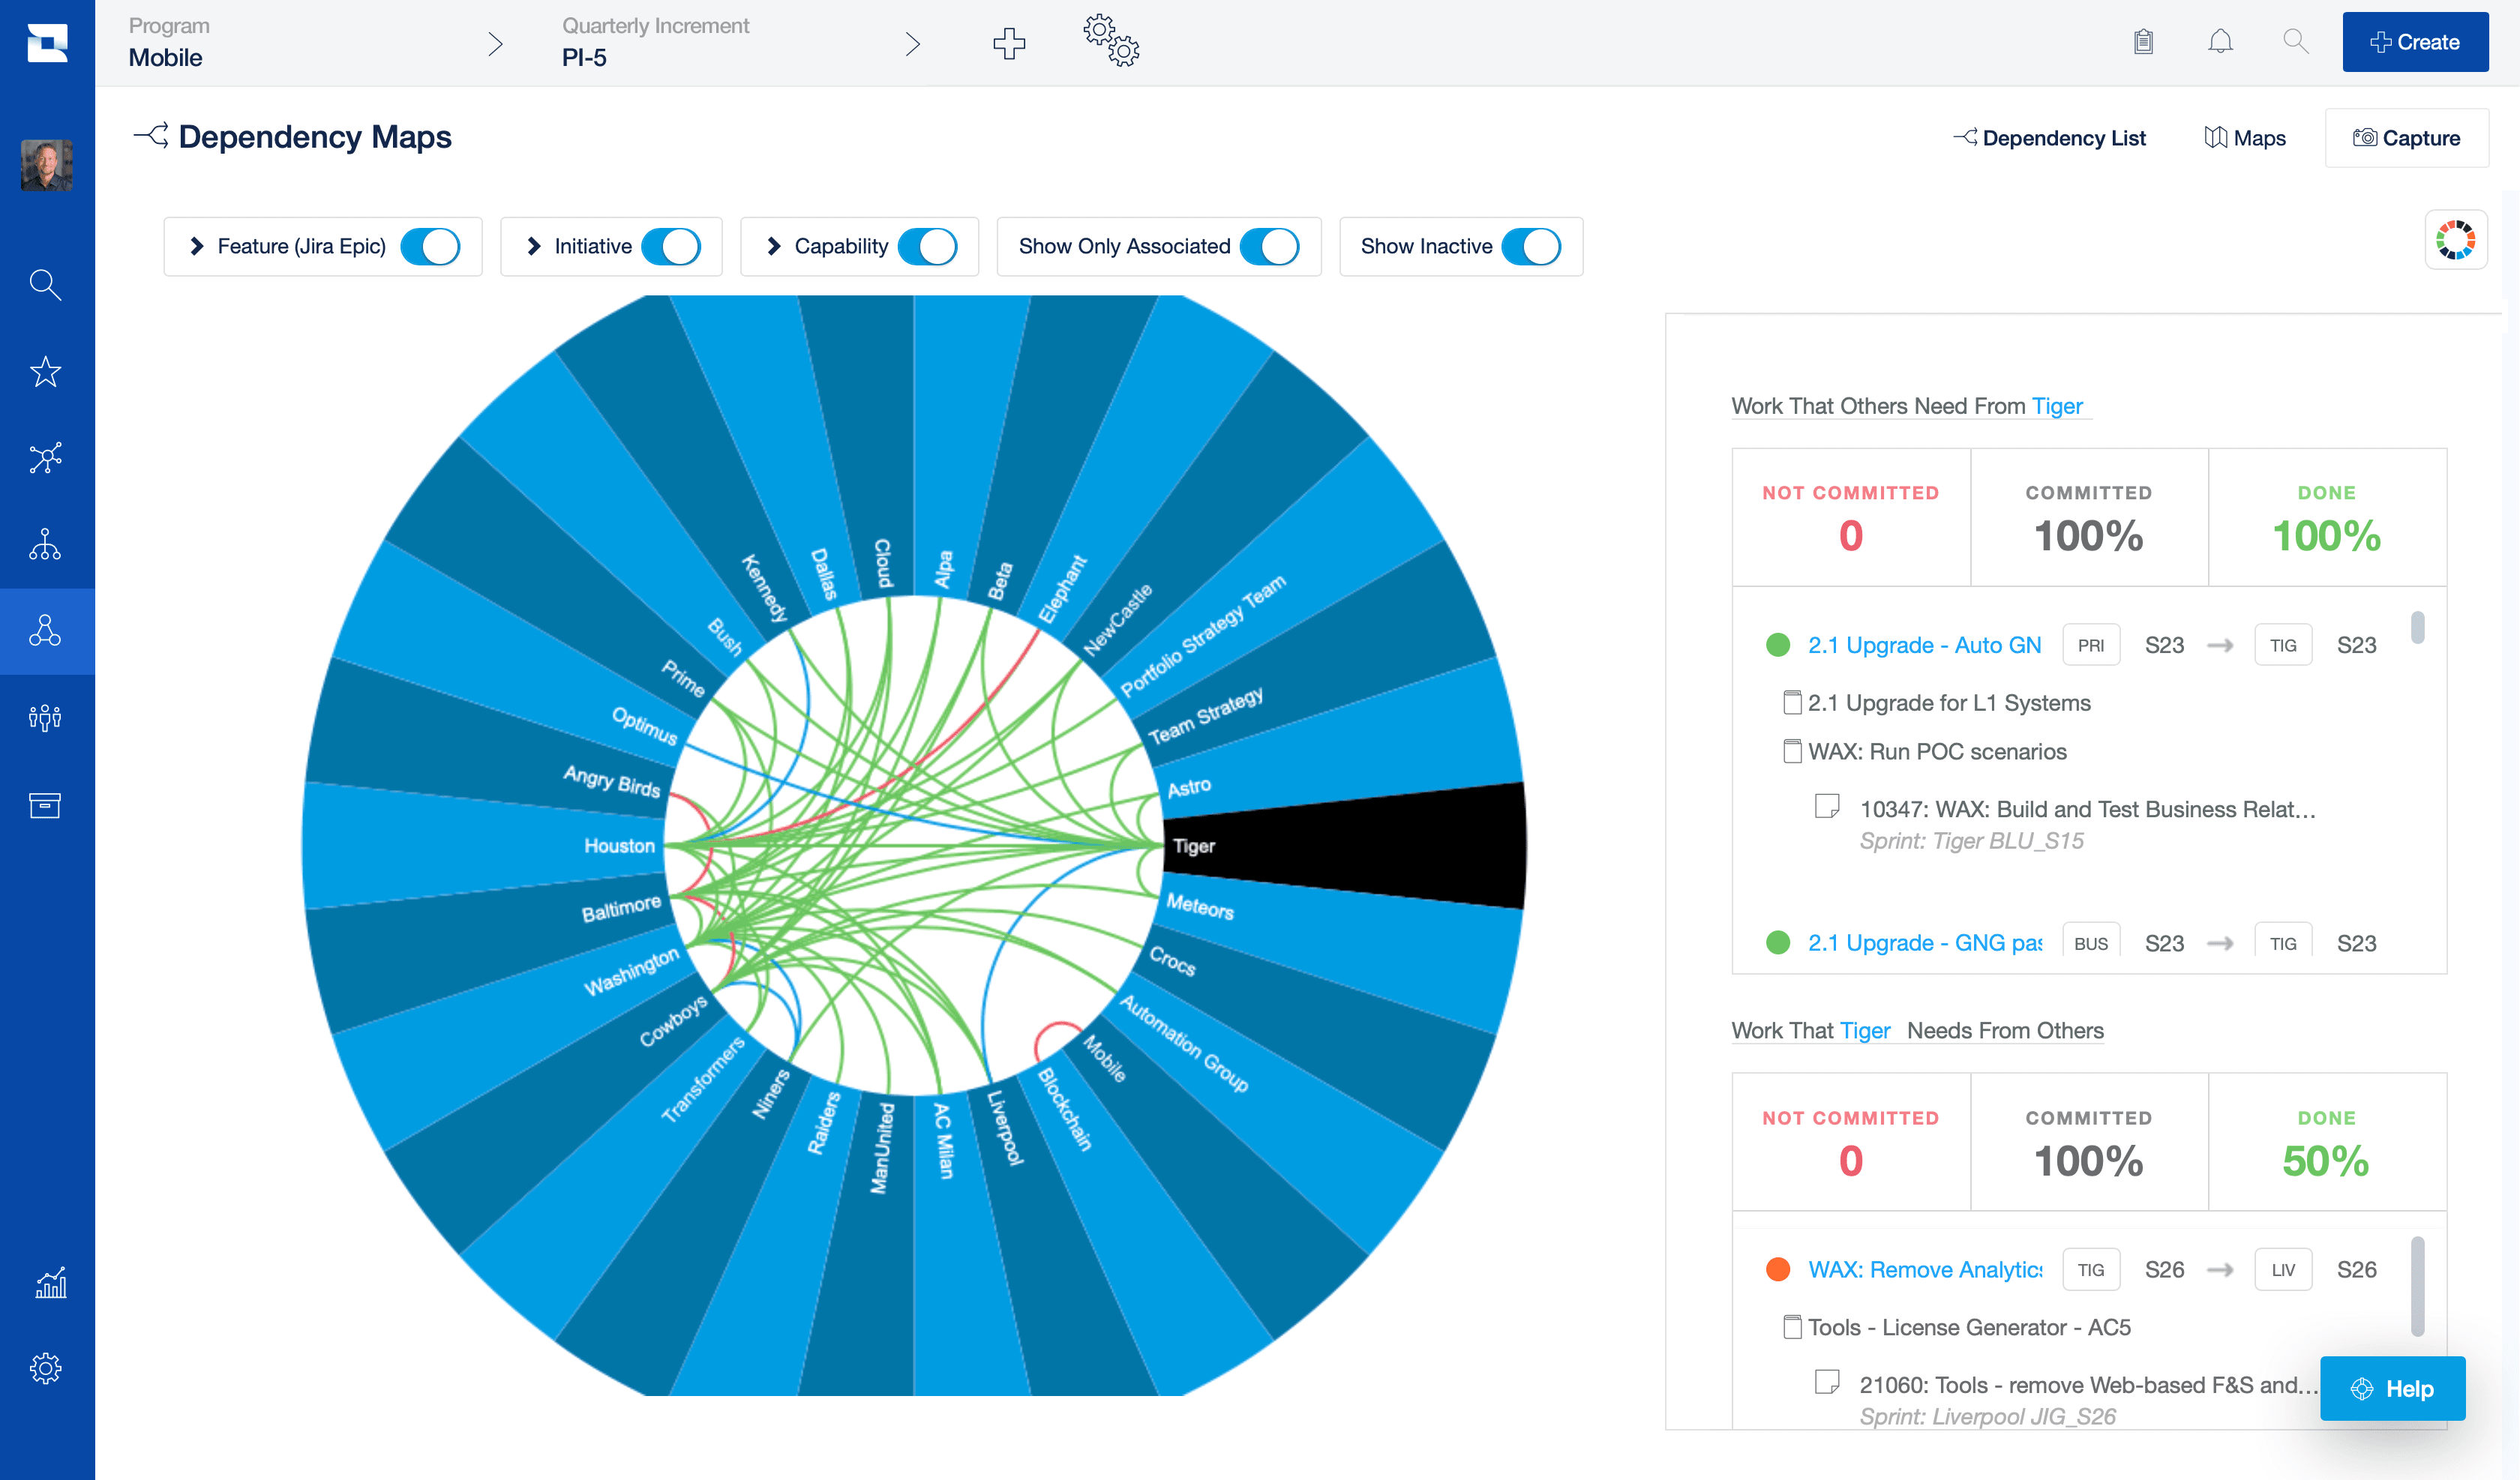 Program
Mobile
Quarterly Increment
PI-5
Create
Dependency Maps
Dependency List
Maps
Capture
Feature (Jira Epic)
Initiative
Capability
Show Only Associated
Show Inactive
Kennedy
Dallas
Cloud
Alpa
Beta
Elephant
NewCastle
Portfolio Strategy Team
Team Strategy
Astro
Tiger
Meteors
Crocs
Automation Group
Mobile
Blockchain
Liverpool
AC Milan
ManUnited
Raiders
Niners
Transformers
Cowboys
Washington
Baltimore
Houston
Angry Birds
Optimus
Prime
Bush
Work That Others Need From Tiger
NOT COMMITTED COMMITTED DONE
0 100% 100%
2.1 Upgrade - Auto GN PRI S23 TIG S23
2.1 Upgrade for L1 Systems
WAX: Run POC scenarios
10347: WAX: Build and Test Business Relat...
Sprint: Tiger BLU_S15
2.1 Upgrade - GNG pas BUS S23 TIG S23
Work That Tiger Needs From Others
NOT COMMITTED COMMITTED DONE
0 100% 50%
WAX: Remove Analytics TIG S26 LIV S26
Tools - License Generator - AC5
21060: Tools - remove Web-based F&S and...
Sprint: Liverpool JIG_S26
Help